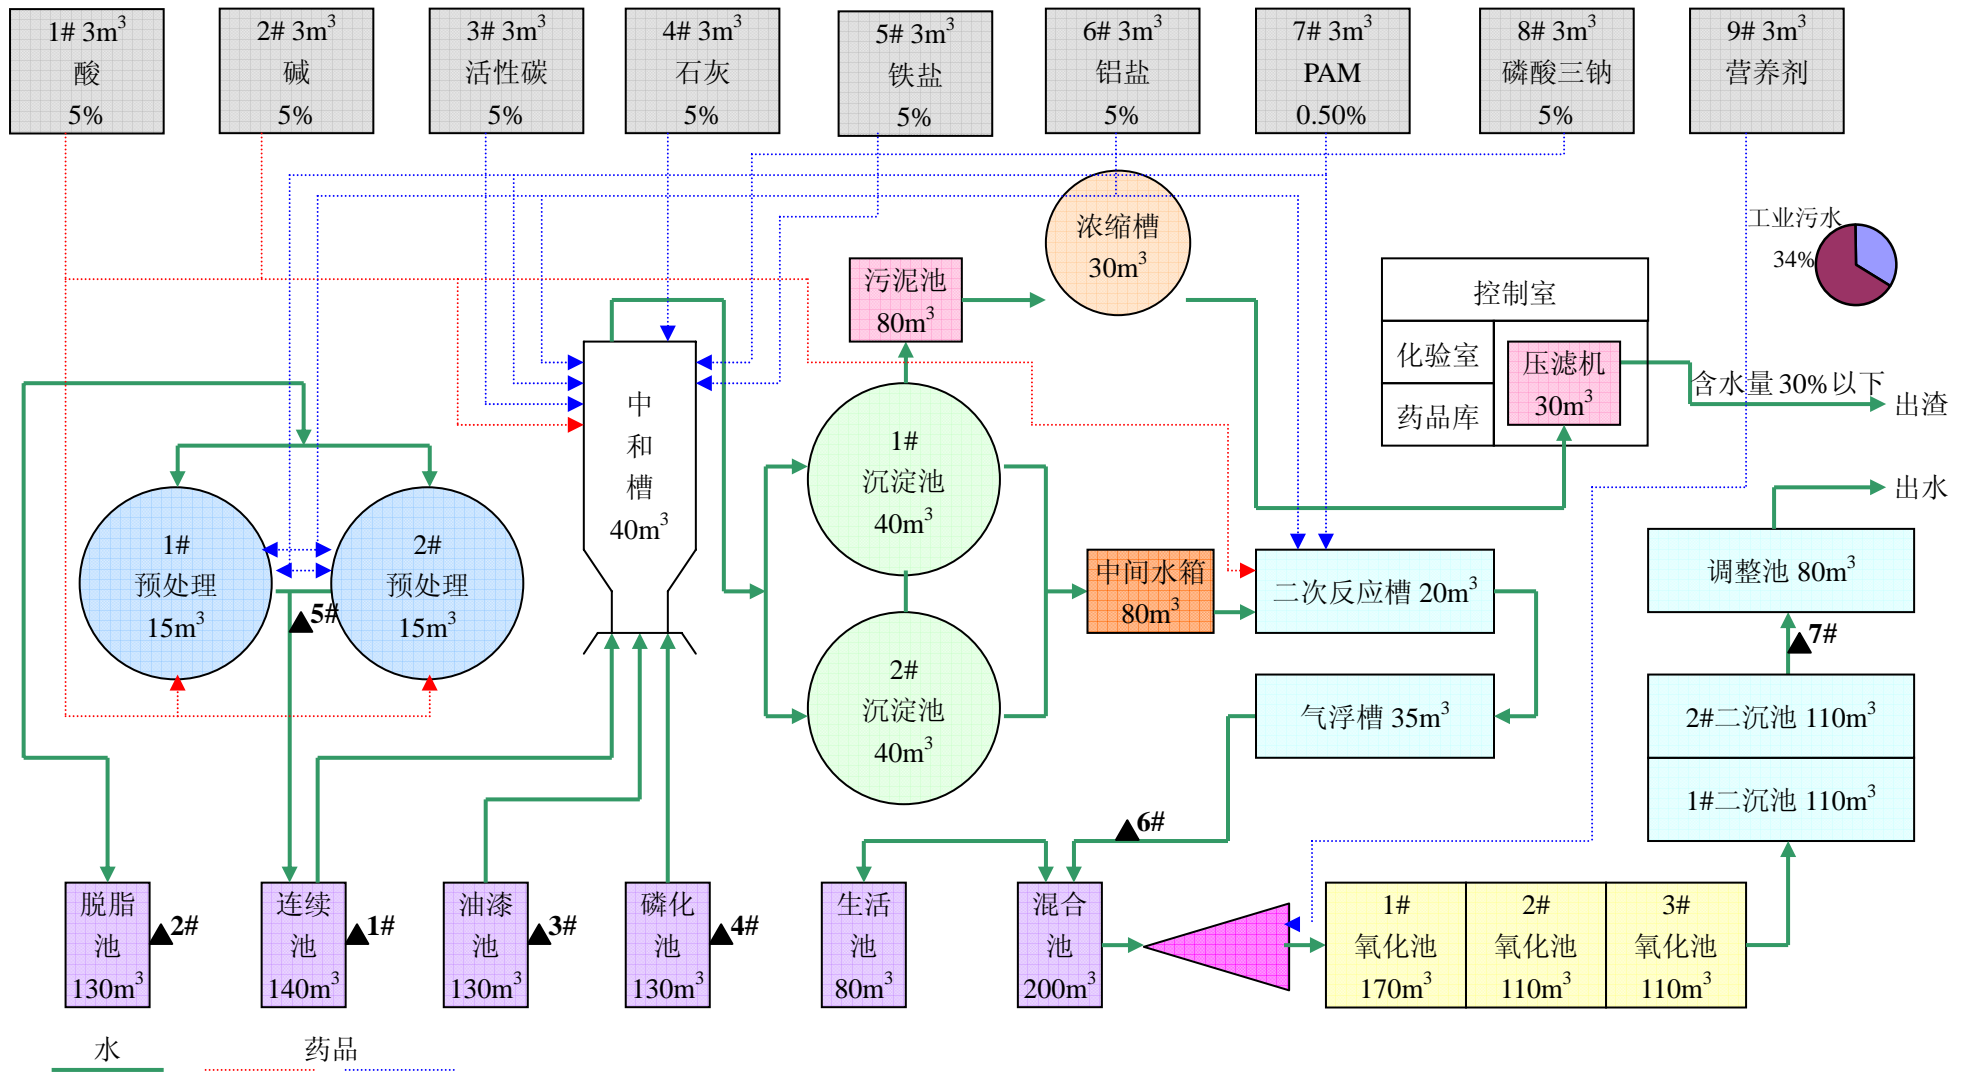 1# 3m³
酸
5%
2# 3m³
碱
5%
3# 3m³
活性碳
5%
4# 3m³
石灰
5%
5# 3m³
铁盐
5%
6# 3m³
铝盐
5%
7# 3m³
PAM
0.50%
8# 3m³
磷酸三钠
5%
9# 3m³
营养剂
工业污水
34%
浓缩槽
30m³
污泥池
80m³
控制室
化验室
药品库
压滤机
30m³
含水量 30%以下
出渣
出水
中
和
槽
40m³
1#
沉淀池
40m³
2#
沉淀池
40m³
1#
预处理
15m³
2#
预处理
15m³
5#
中间水箱
80m³
二次反应槽 20m³
气浮槽 35m³
调整池 80m³
7#
2#二沉池 110m³
1#二沉池 110m³
6#
脱脂
池
130m³
2#
连续
池
140m³
1#
油漆
池
130m³
3#
磷化
池
130m³
4#
生活
池
80m³
混合
池
200m³
1#
氧化池
170m³
2#
氧化池
110m³
3#
氧化池
110m³
水
药品